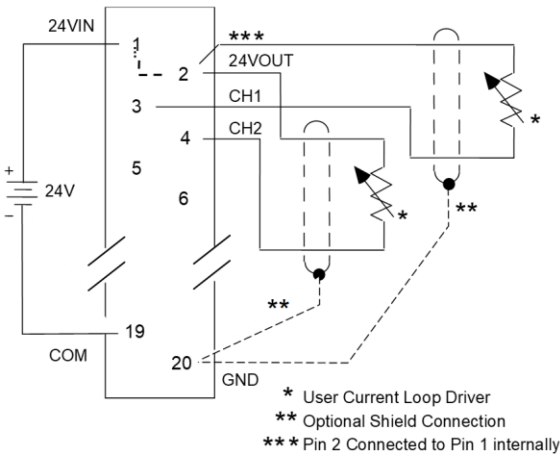 24VIN
1
***
24VOUT
2
3
CH1
*
CH2
4
5
+
24V
-
6
*
**
**
19
COM
20
GND
* User Current Loop Driver
** Optional Shield Connection
*** Pin 2 Connected to Pin 1 internally